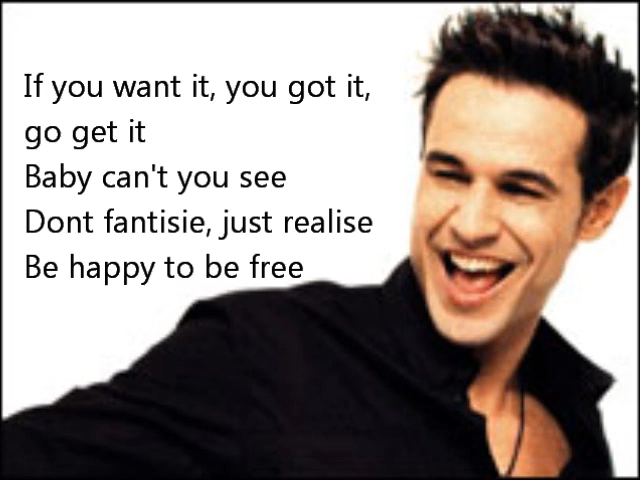 If you want it, you got it,
go get it
Baby can't you see
Dont fantisie, just realise
Be happy to be free